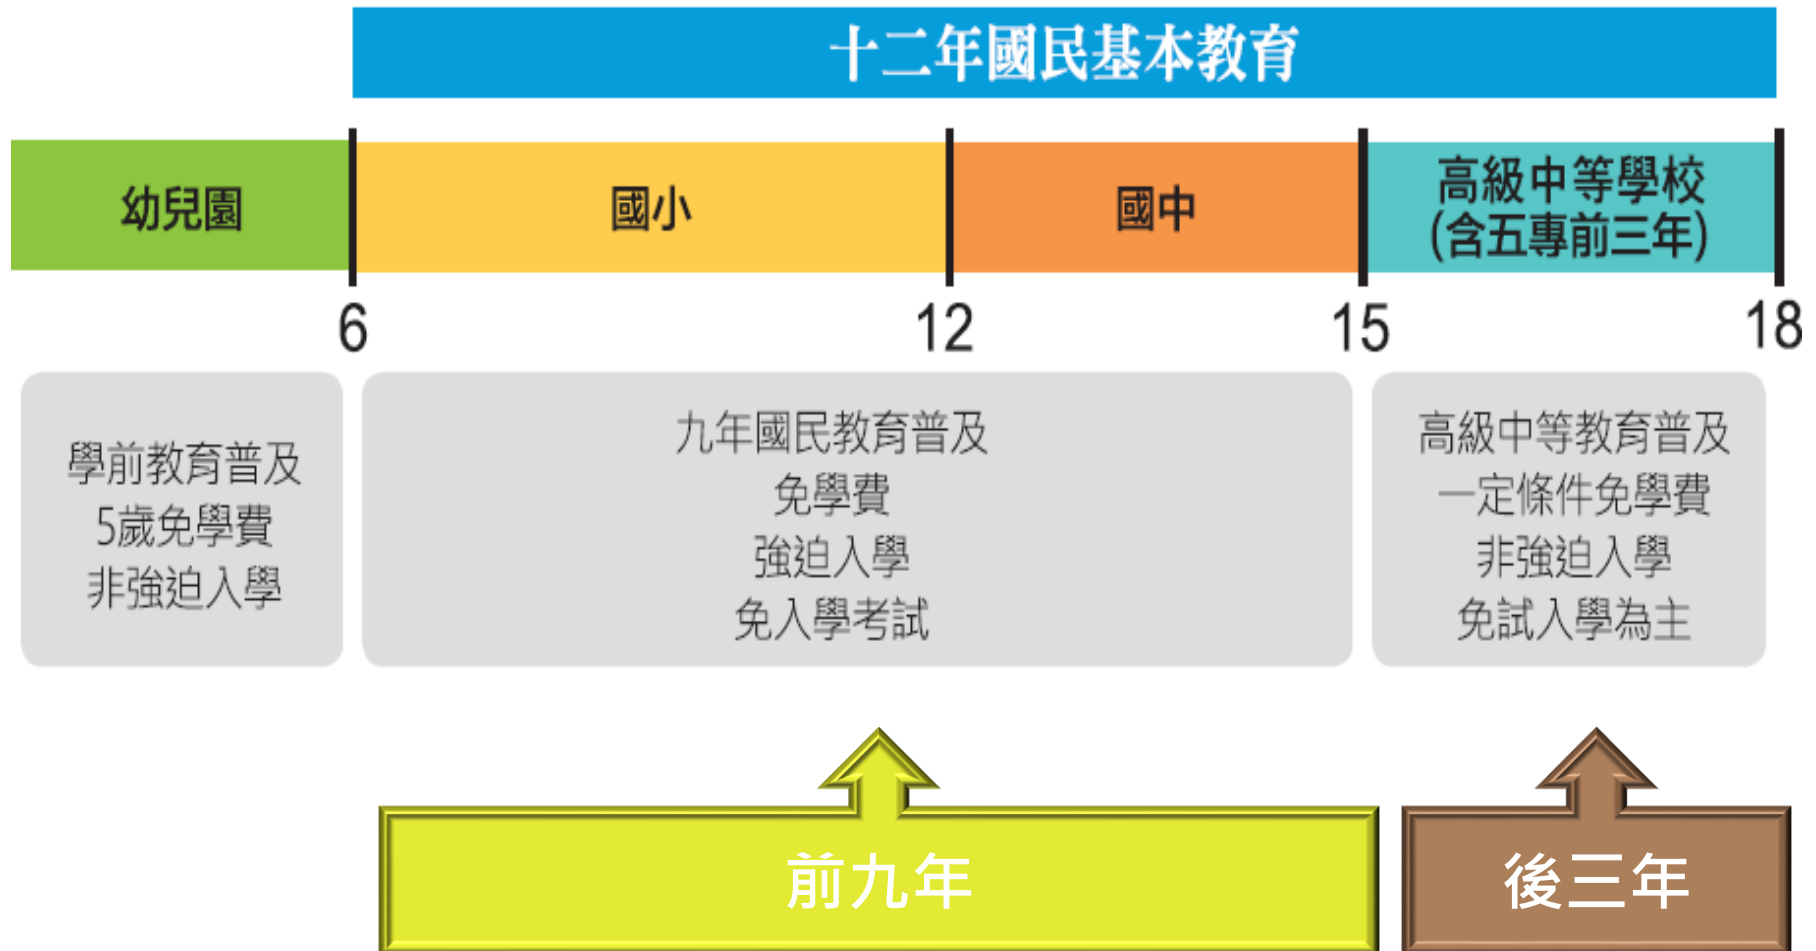 十二年國民基本教育
幼兒園
國小
國中
高級中等學校
(含五專前三年)
6
12
15
18
學前教育普及
5歲免學費
非強迫入學
九年國民教育普及
免學費
強迫入學
免入學考試
高級中等教育普及
一定條件免學費
非強迫入學
免試入學為主
前九年
後三年